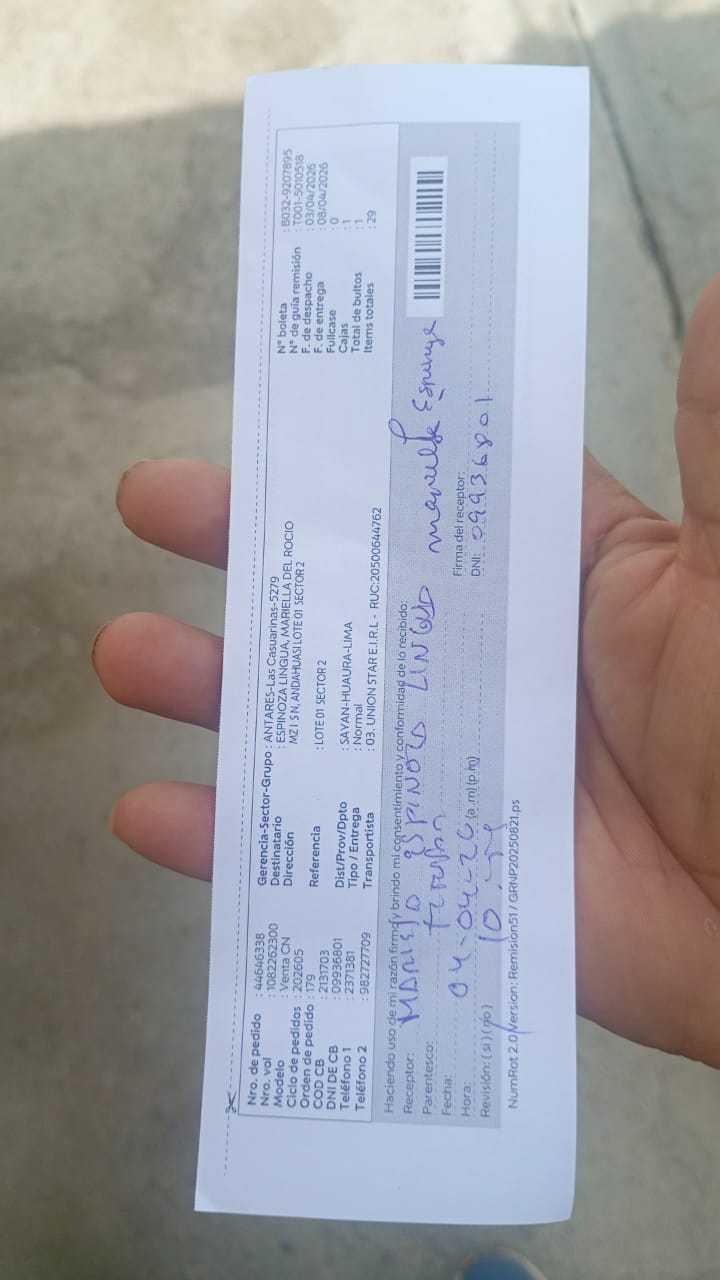 Nro. de pedido : 44646338
Nro. vol : 1082262300
Modelo : Venta CN
Ciclo de pedidos : 202605
Orden de pedido : 179
COD CB : 2131703
DNI DE CB : 09936801
Teléfono 1 : 2371381
Teléfono 2 : 982727709
Gerencia-Sector-Grupo : ANTARES-Las Casuarinas-5279
Destinatario : ESPINOZA LINGUA, MARIELLA DEL ROCIO
Dirección MZ I S N, ANDAHUASI LOTE 01 SECTOR 2
Referencia : LOTE 01 SECTOR 2
Dist/Prov/Dpto : SAYAN-HUAURA-LIMA
Tipo / Entrega : Normal
Transportista : 03. UNION STAR E.I.R.L - RUC:20500644762
N° boleta : B032-9207895
N° de guía remisión : T001-5010518
F. de despacho : 03/04/2026
F. de entrega : 08/04/2026
Fullcase : 0
Cajas : 1
Total de bultos : 1
Items totales : 29
Haciendo uso de mi razón firmo y brindo mi consentimiento y conformidad de lo recibido:
Receptor: ESPINOZA LINGUA
Parentesco:
Fecha: 04-04-26
Hora: (a.m) (p.m)
Revisión: ( si ) ( no )
Firma del receptor:
DNI: 09936801
NumRot 2.0 /Version: Remision51 / GRNP20250821.ps